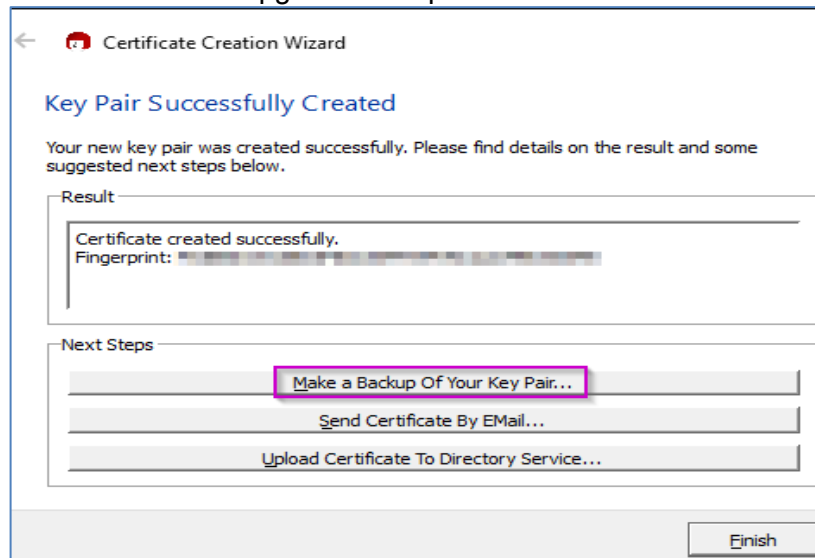 Certificate Creation Wizard
Key Pair Successfully Created
Your new key pair was created successfully. Please find details on the result and some
suggested next steps below.
Result
Certificate created successfully.
Fingerprint:
Next Steps
Make a Backup Of Your Key Pair...
Send Certificate By EMail...
Upload Certificate To Directory Service...
Finish